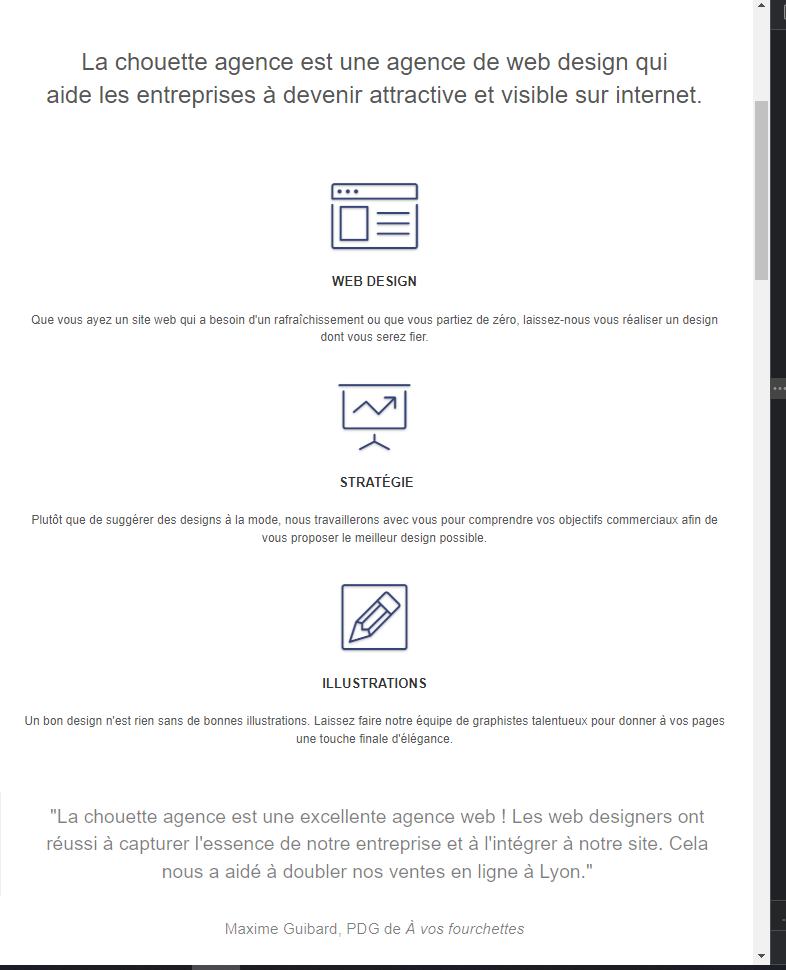 La chouette agence est une agence de web design qui
aide les entreprises à devenir attractive et visible sur internet.
WEB DESIGN
Que vous ayez un site web qui a besoin d'un rafraîchissement ou que vous partiez de zéro, laissez-nous vous réaliser un design
dont vous serez fier.
STRATÉGIE
Plutôt que de suggérer des designs à la mode, nous travaillerons avec vous pour comprendre vos objectifs commerciaux afin de
vous proposer le meilleur design possible.
ILLUSTRATIONS
Un bon design n'est rien sans de bonnes illustrations. Laissez faire notre équipe de graphistes talentueux pour donner à vos pages
une touche finale d'élégance.
"La chouette agence est une excellente agence web ! Les web designers ont
réussi à capturer l'essence de notre entreprise et à l'intégrer à notre site. Cela
nous a aidé à doubler nos ventes en ligne à Lyon."
Maxime Guibard, PDG de À vos fourchettes